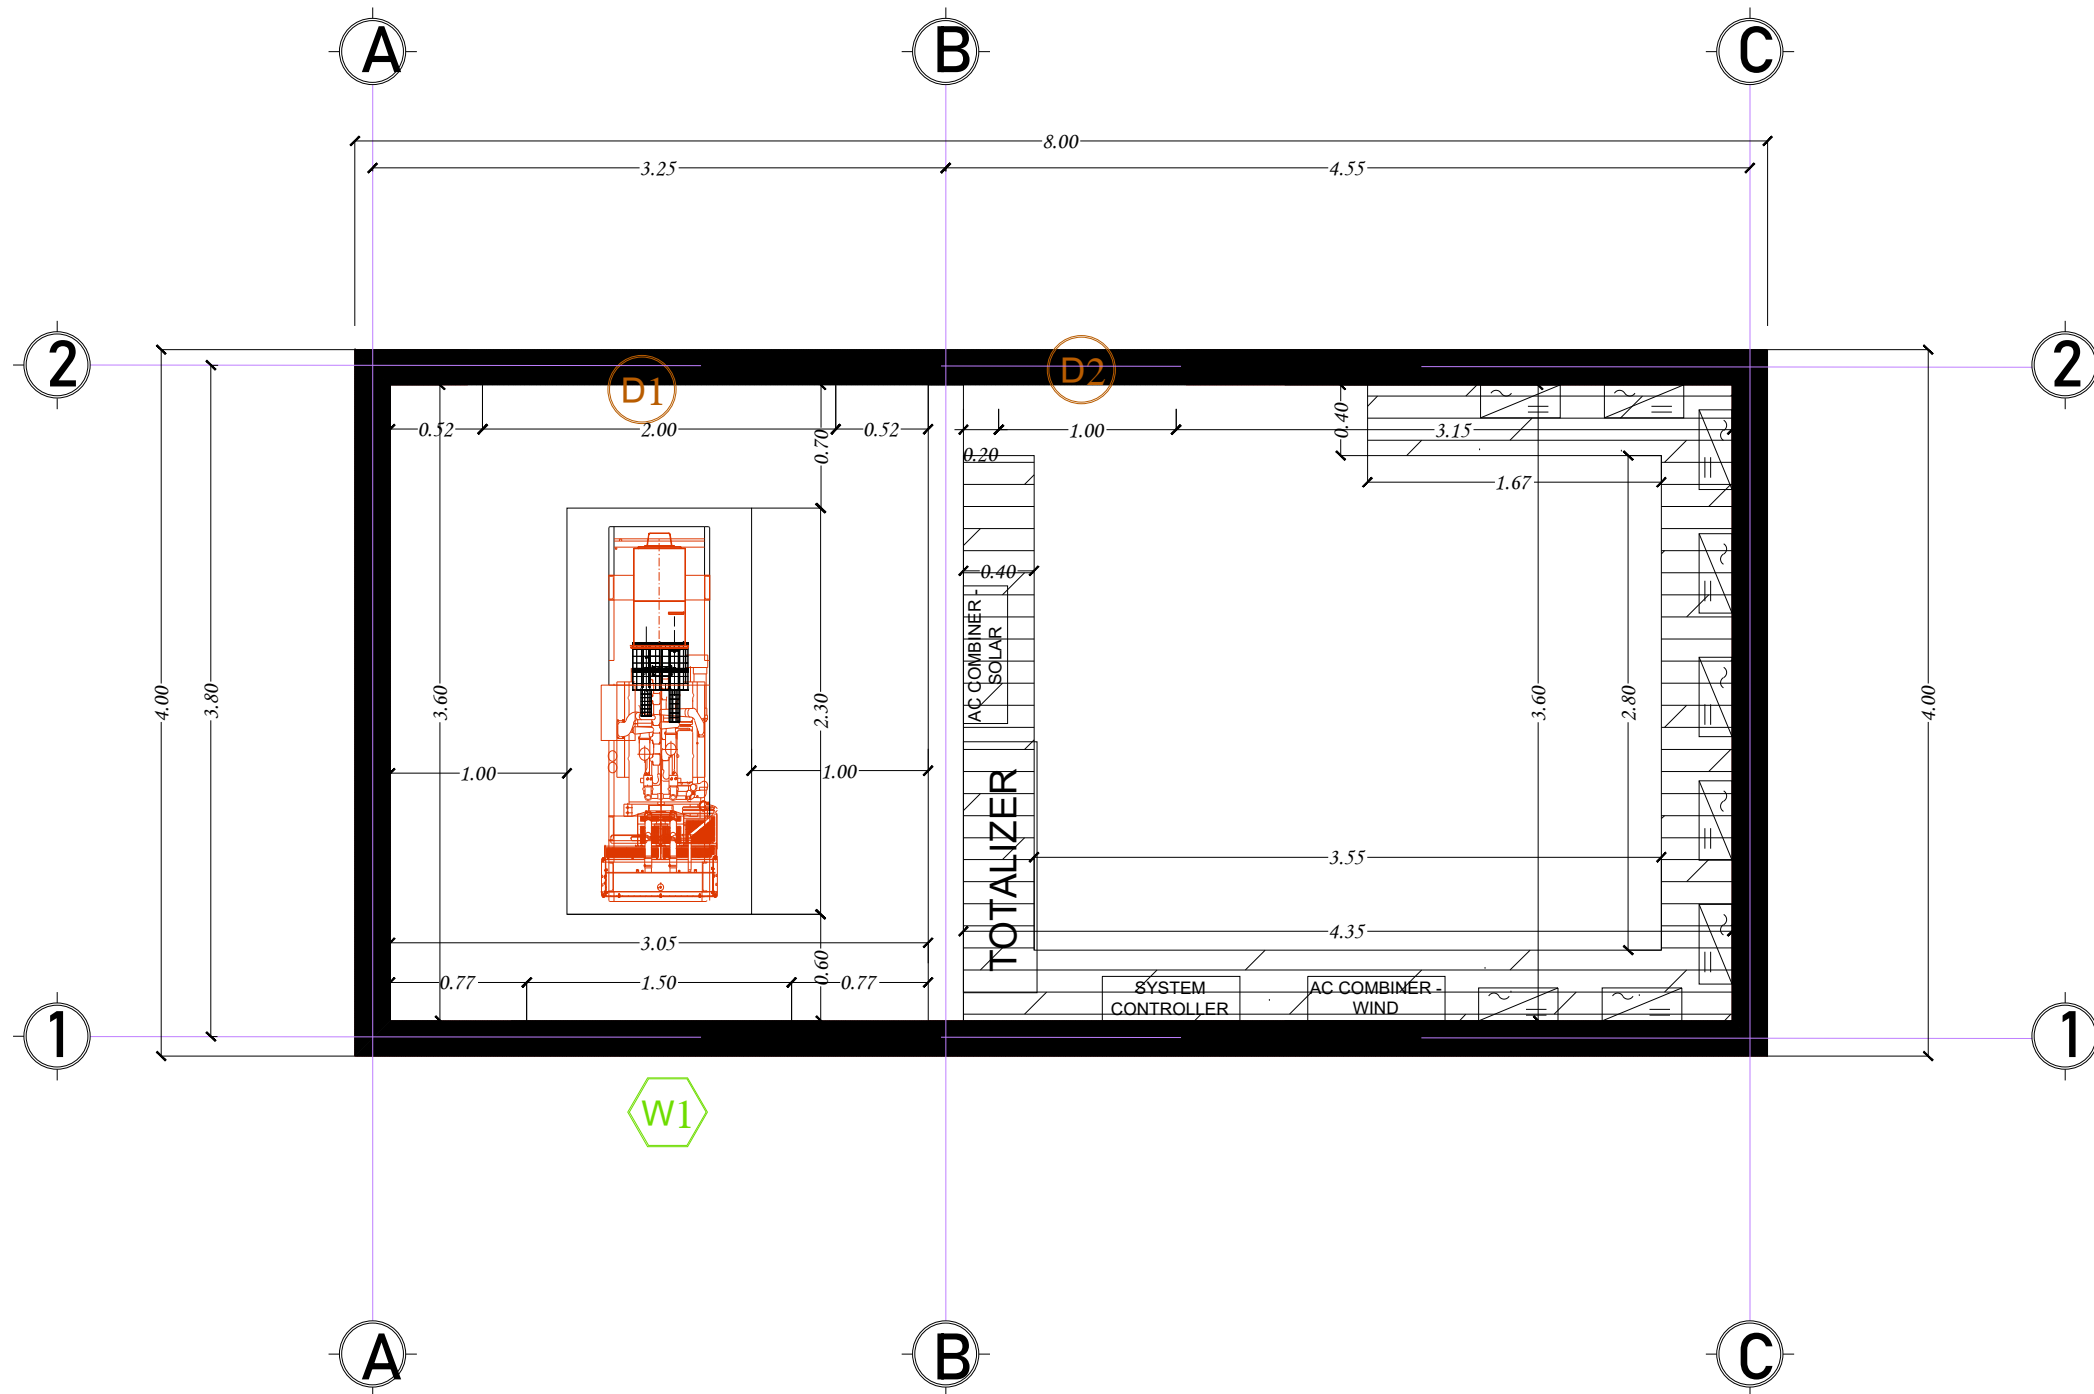 A
B
C
8.00
3.25
4.55
2
D1
D2
2
0.52
2.00
0.52
0.70
1.00
0.40
3.15
0.20
1.67
0.40
AC COMBINER -
SOLAR
4.00
3.80
3.60
2.30
3.60
2.80
4.00
1.00
1.00
TOTALIZER
3.55
3.05
4.35
0.60
0.77
1.50
0.77
SYSTEM
CONTROLLER
AC COMBINER -
WIND
1
1
W1
A
B
C